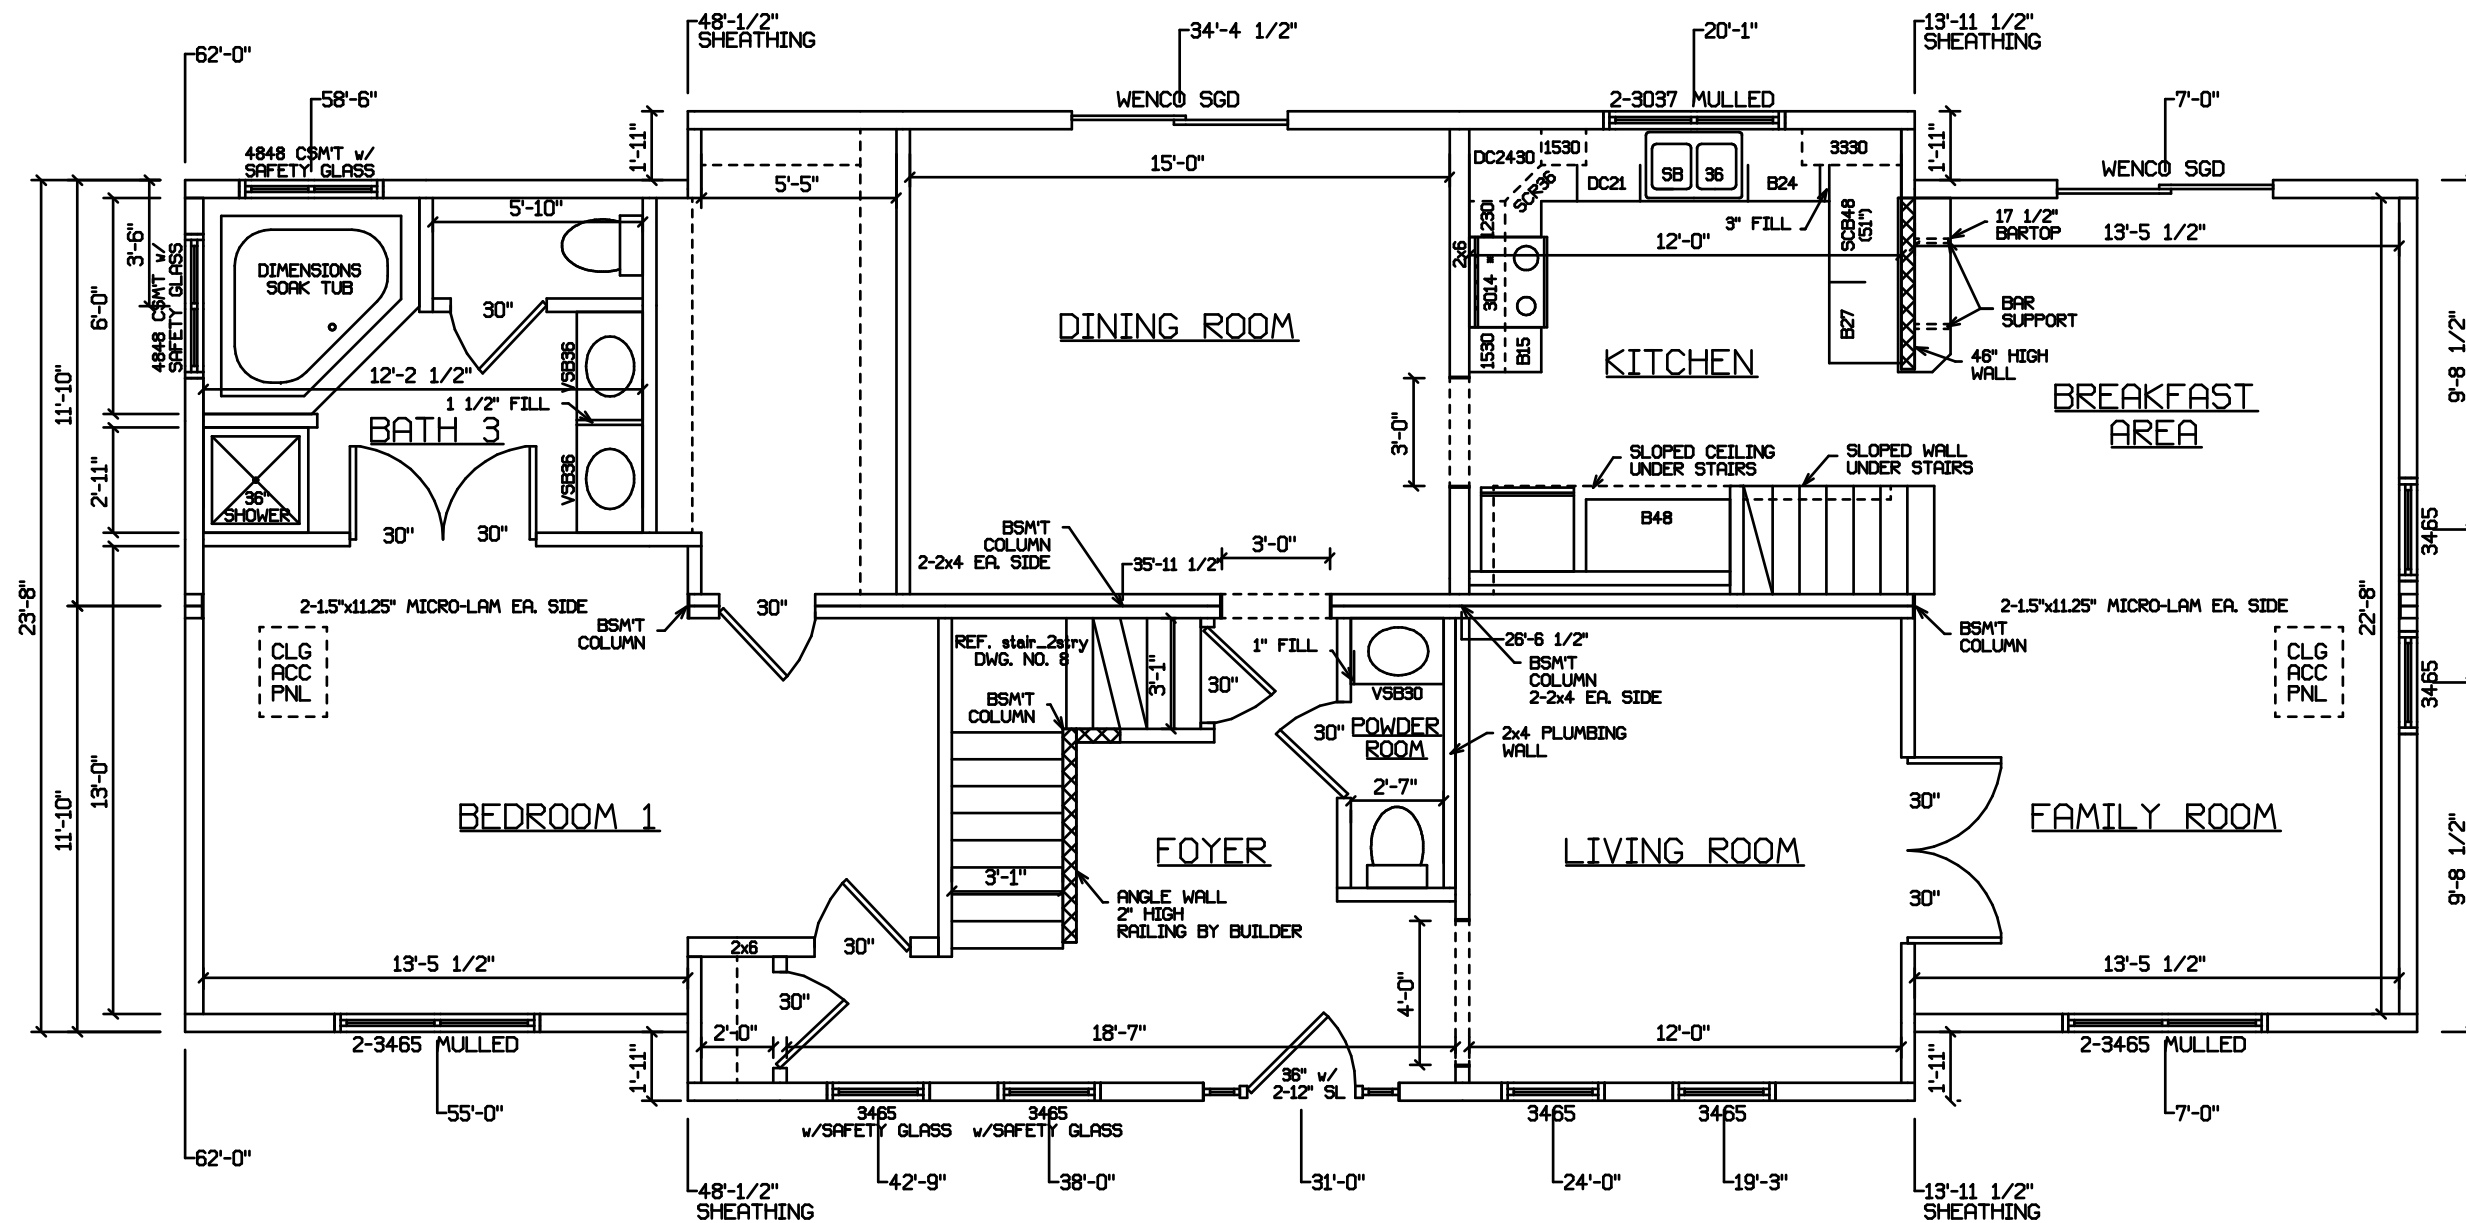 48'-1/2"
SHEATHING
34'-4 1/2"
20'-1"
13'-11 1/2"
SHEATHING
62'-0"
58'-6"
WENCO SGD
2-3037 MULLED
7'-0"
1'-11"
4848 CSM'T w/
SAFETY GLASS
1'-11"
WENCO SGD
15'-0"
5'-5"
DC2430
1530
3330
SCR36
DC21
SB
36
B24
5'-10"
3'-6"
4848 CSM'T w/
SAFETY GLASS
6'-0"
11'-10"
DIMENSIONS
SOAK TUB
30"
1230
2x6
3" FILL
SCB48
(51")
12'-0"
17 1/2"
BARTOP
13'-5 1/2"
3014
BAR
SUPPORT
DINING ROOM
KITCHEN
1530
B15
B27
46" HIGH
WALL
9'-8 1/2"
VSB36
12'-2 1/2"
1 1/2" FILL
BATH 3
BREAKFAST
AREA
3'-0"
SLOPED CEILING
UNDER STAIRS
SLOPED WALL
UNDER STAIRS
2'-11"
VSB36
36"
SHOWER
30"
30"
B48
BSM'T
COLUMN
2-2x4 EA. SIDE
3'-0"
35'-11 1/2"
3465
23'-8"
2-1.5"x11.25" MICRO-LAM EA. SIDE
30"
BSM'T
COLUMN
2-1.5"x11.25" MICRO-LAM EA. SIDE
22'-8"
CLG
ACC
PNL
REF. stair_2stry
DWG. NO. 8
3'-1"
1" FILL
26'-6 1/2"
BSM'T
COLUMN
2-2x4 EA. SIDE
BSM'T
COLUMN
CLG
ACC
PNL
30"
VSB30
3465
BSM'T
COLUMN
30"
POWDER
ROOM
2x4 PLUMBING
WALL
13'-0"
11'-10"
2'-7"
30"
BEDROOM 1
FOYER
LIVING ROOM
FAMILY ROOM
9'-8 1/2"
3'-1"
ANGLE WALL
2" HIGH
RAILING BY BUILDER
30"
2x6
30"
13'-5 1/2"
30"
4'-0"
13'-5 1/2"
2'-0"
18'-7"
12'-0"
2-3465 MULLED
2-3465 MULLED
1'-11"
36" w/
2-12" SL
1'-11"
55'-0"
3465
w/SAFETY GLASS
3465
w/SAFETY GLASS
3465
3465
7'-0"
62'-0"
42'-9"
38'-0"
31'-0"
24'-0"
19'-3"
48'-1/2"
SHEATHING
13'-11 1/2"
SHEATHING